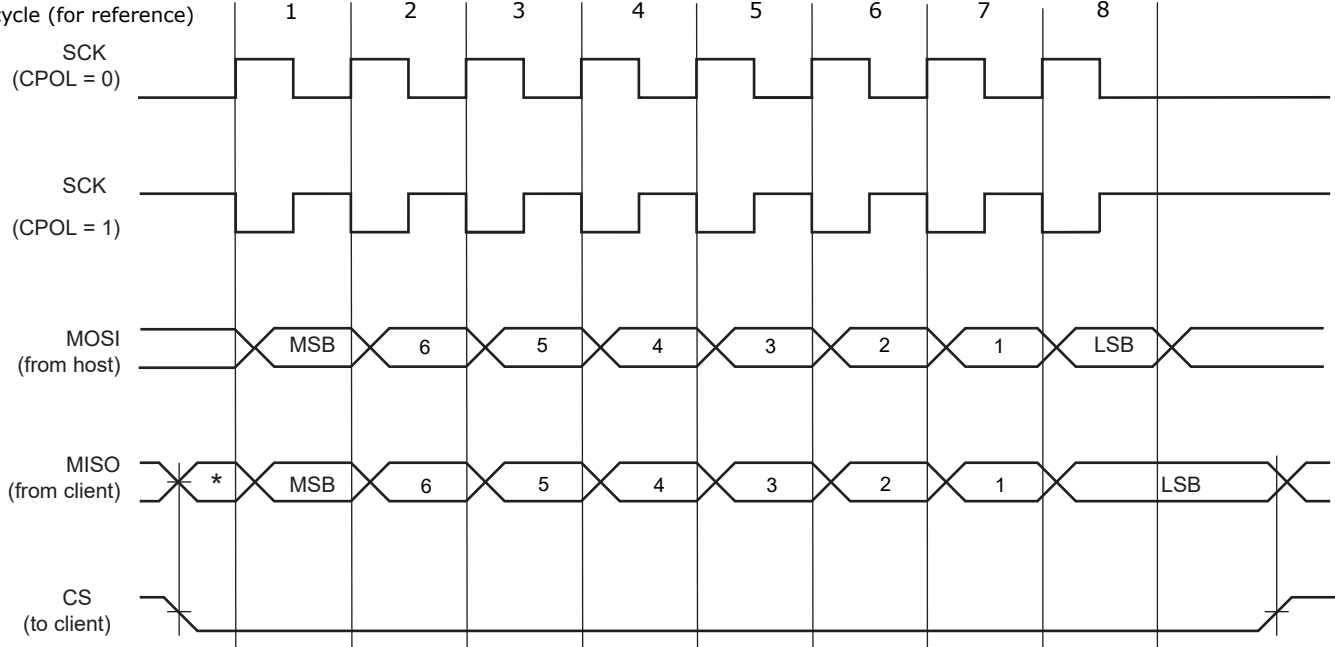 cycle (for reference) 1 2 3 4 5 6 7 8
SCK
(CPOL = 0)
SCK
(CPOL = 1)
MOSI
(from host)
MSB 6 5 4 3 2 1 LSB
MISO
(from client)
* MSB 6 5 4 3 2 1 LSB
CS
(to client)